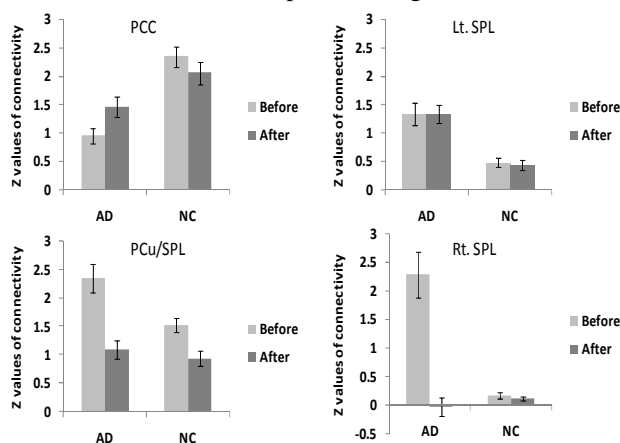 PCC
Z values of connectivity
3
2.5
2
1.5
1
0.5
0
AD NC
Before
After
Lt. SPL
Z values of connectivity
3
2.5
2
1.5
1
0.5
0
AD NC
Before
After
PCu/SPL
Z values of connectivity
3
2.5
2
1.5
1
0.5
0
AD NC
Before
After
Rt. SPL
Z values of connectivity
3
2.5
2
1.5
1
0.5
0
-0.5
AD NC
Before
After